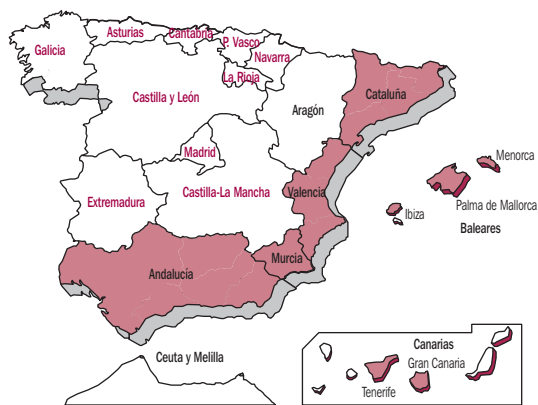 Asturias
Cantabria
P. Vasco
Galicia
Navarra
La Rioja
Cataluña
Castilla y León
Aragón
Madrid
Menorca
Castilla-La Mancha
Valencia
Extremadura
Palma de Mallorca
Ibiza
Baleares
Murcia
Andalucía
Canarias
Ceuta y Melilla
Gran Canaria
Tenerife